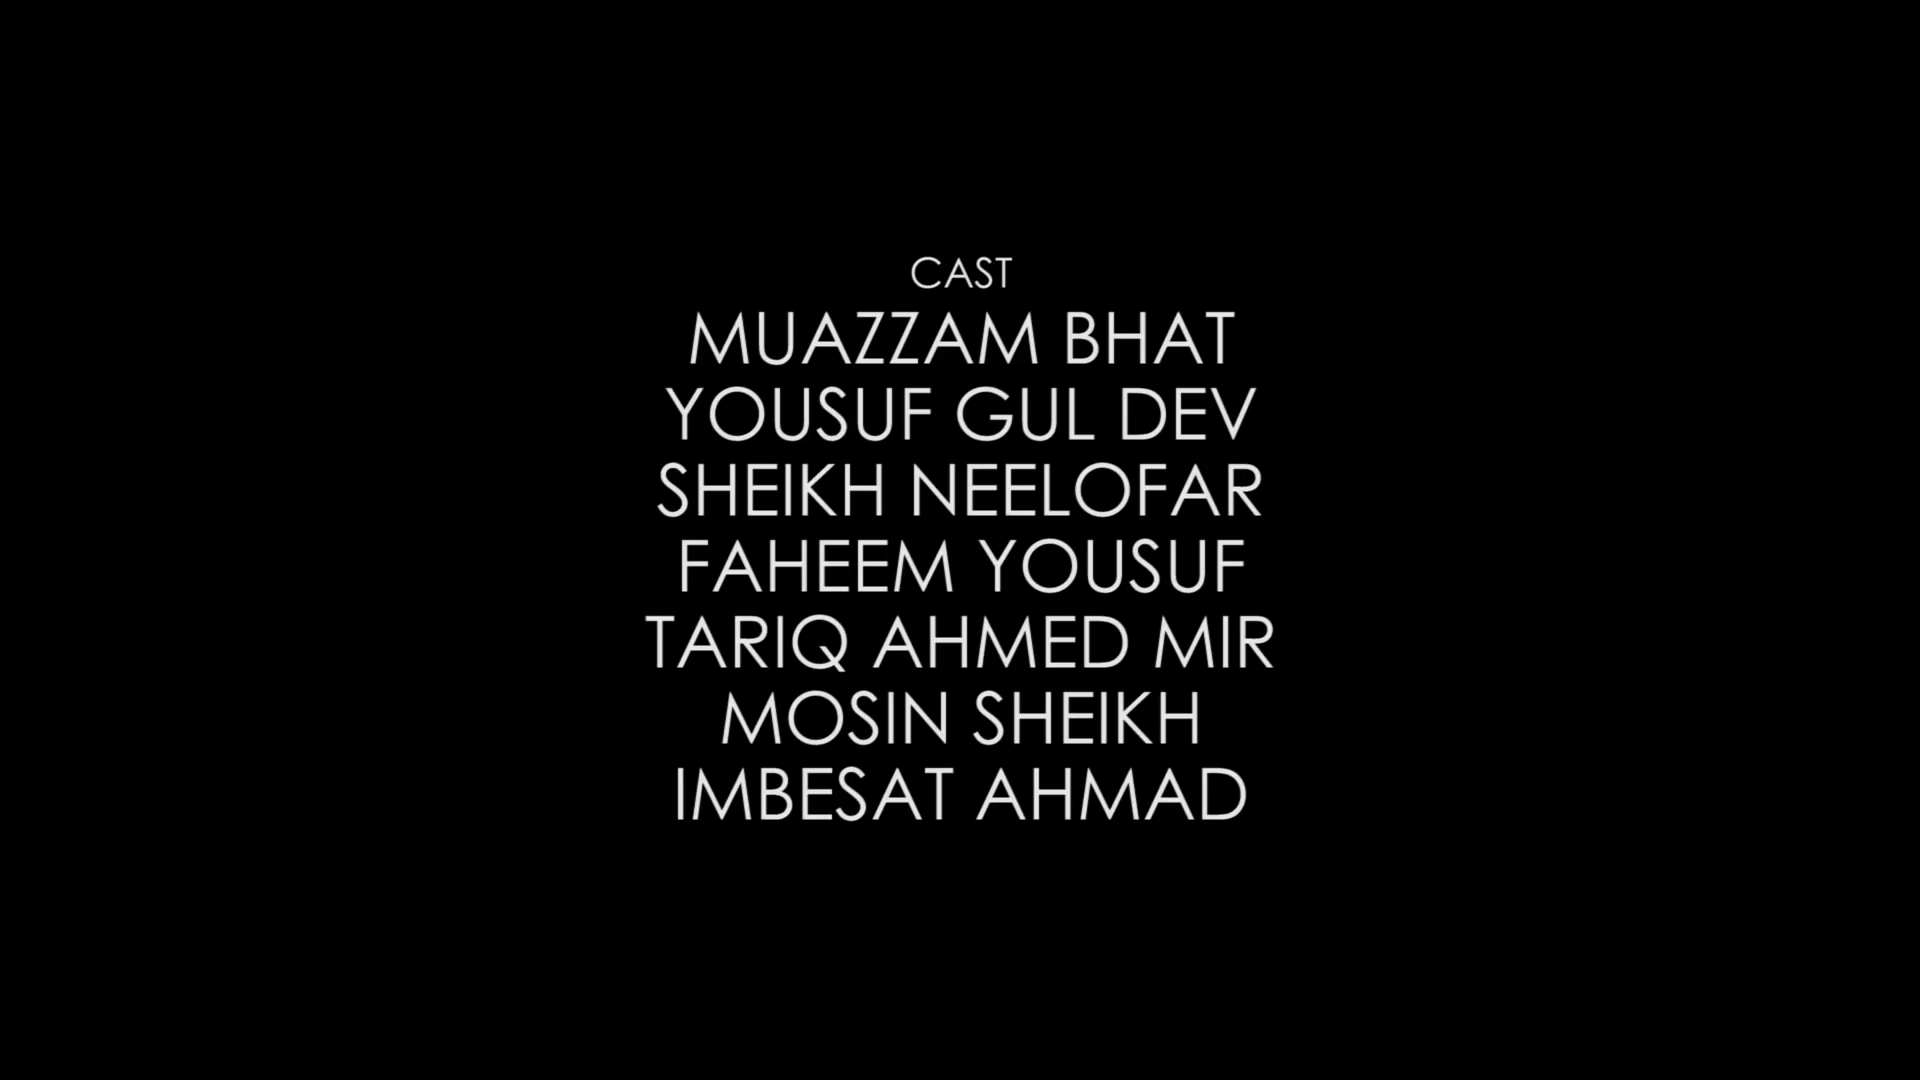 CAST
MUAZZAM BHAT
YOUSUF GUL DEV
SHEIKH NEELOFAR
FAHEEM YOUSUF
TARIQ AHMED MIR
MOSIN SHEIKH
IMBESAT AHMAD